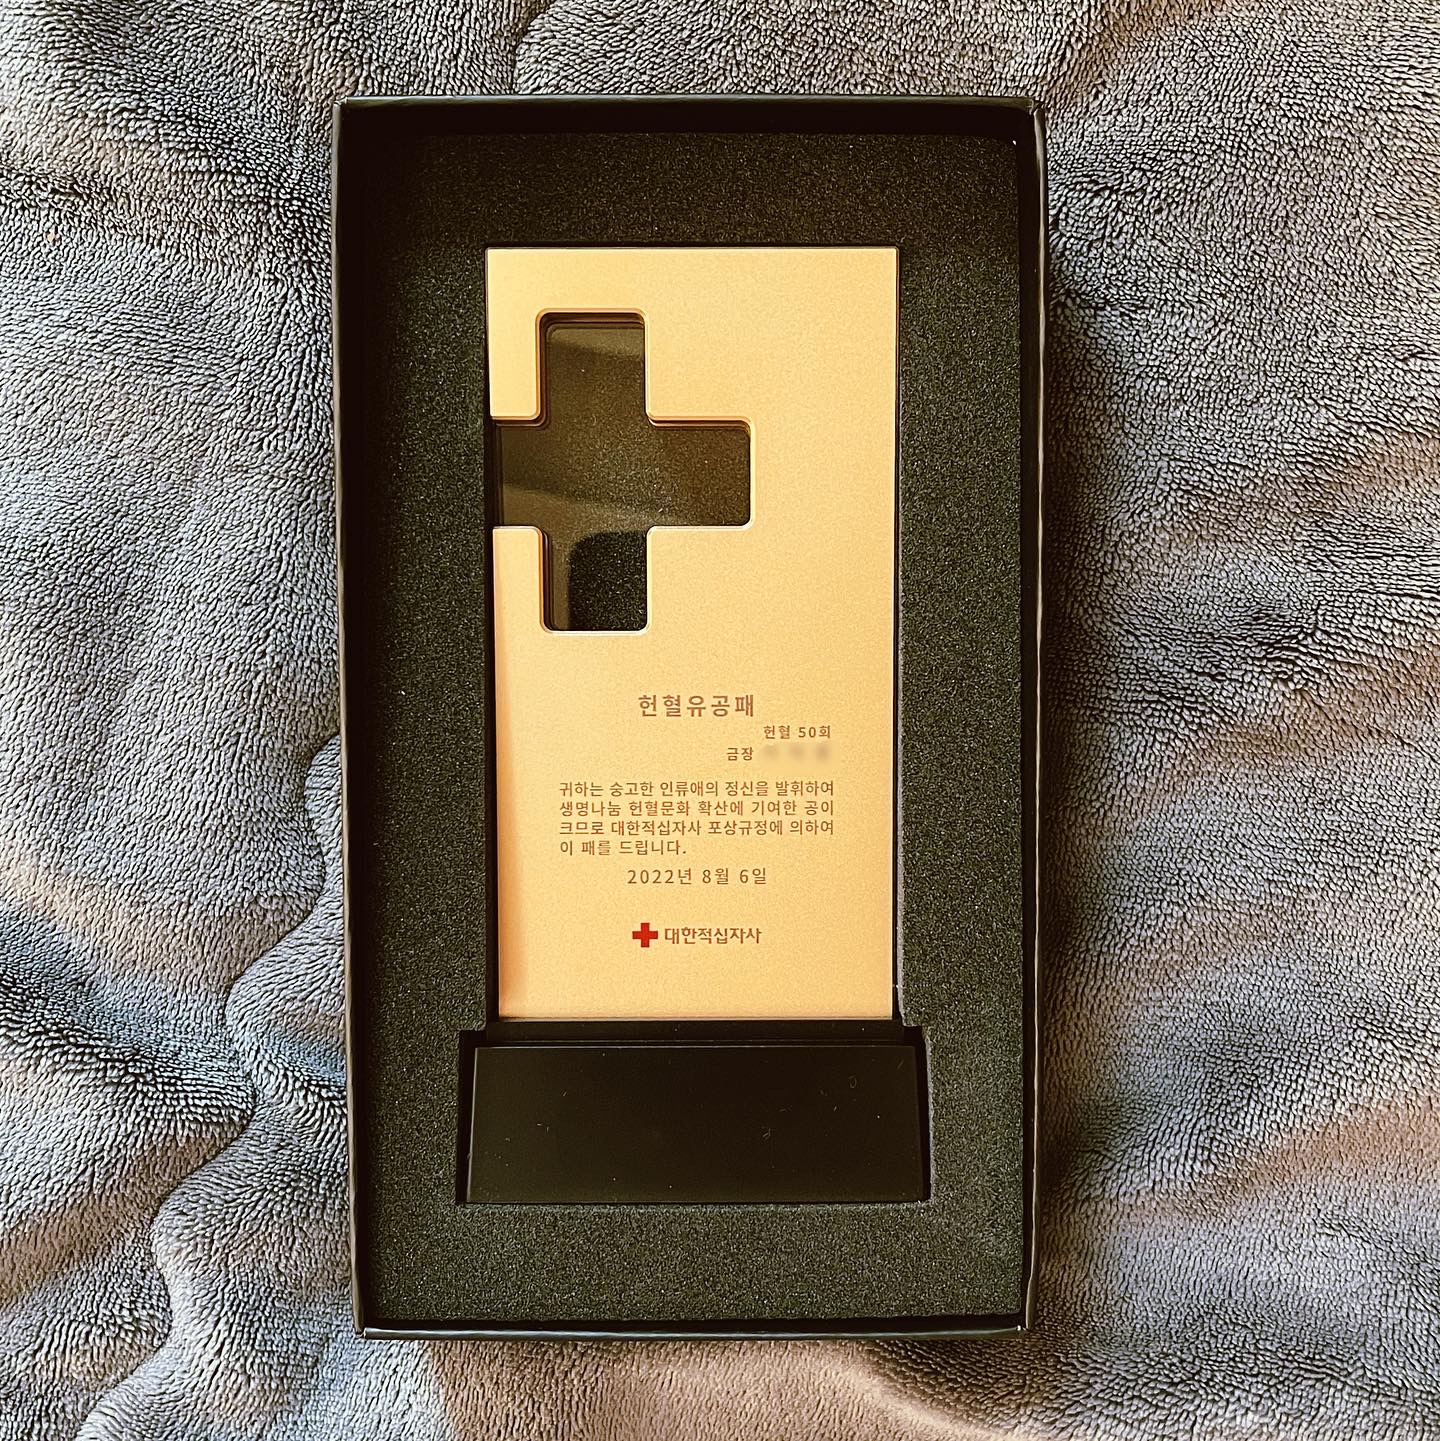 헌혈유공패
헌혈 50회
금장
귀하는 숭고한 인류애의 정신을 발휘하여
생명나눔 헌혈문화 확산에 기여한 공이
크므로 대한적십자사 포상규정에 의하여
이 패를 드립니다.
2022년 8월 6일
대한적십자사